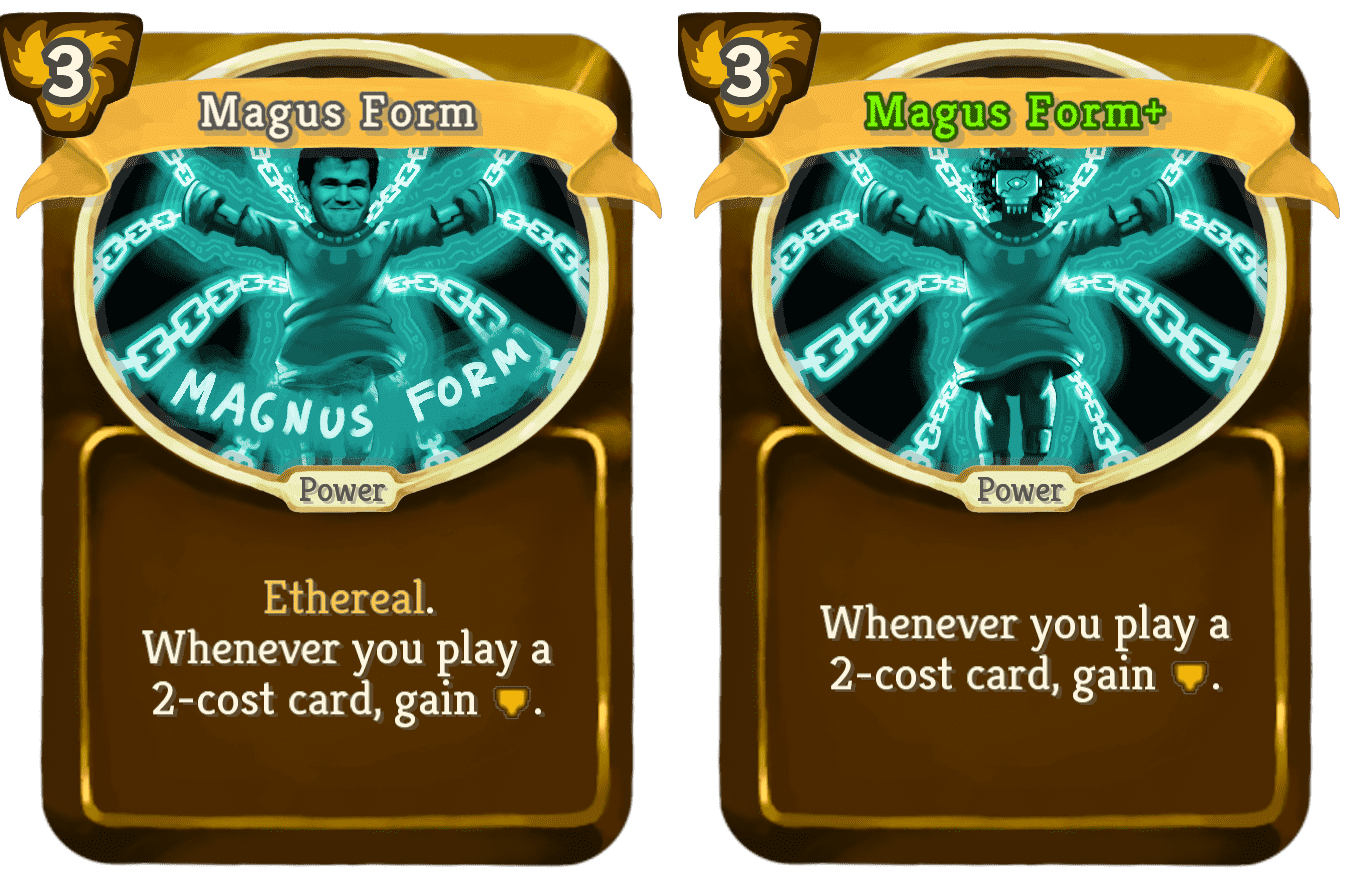 3
Magus Form
MAGNUS FORM
Power
Ethereal.
Whenever you play a
2-cost card, gain .
3
Magus Form+
Power
Whenever you play a
2-cost card, gain .